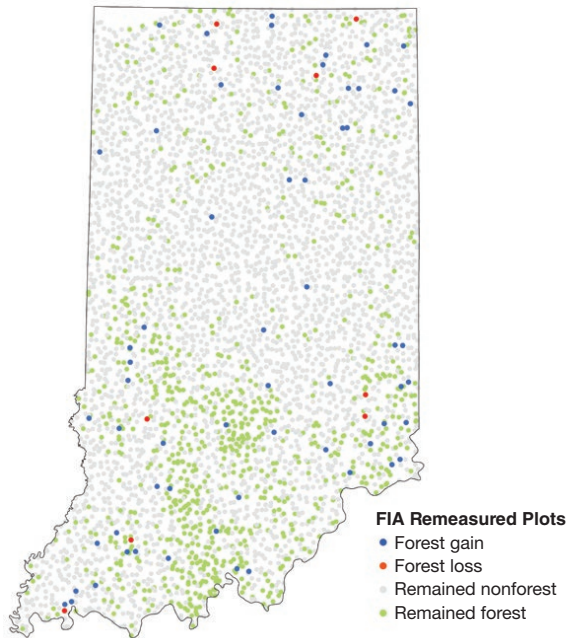 FIA Remeasured Plots
Forest gain
Forest loss
Remained nonforest
Remained forest